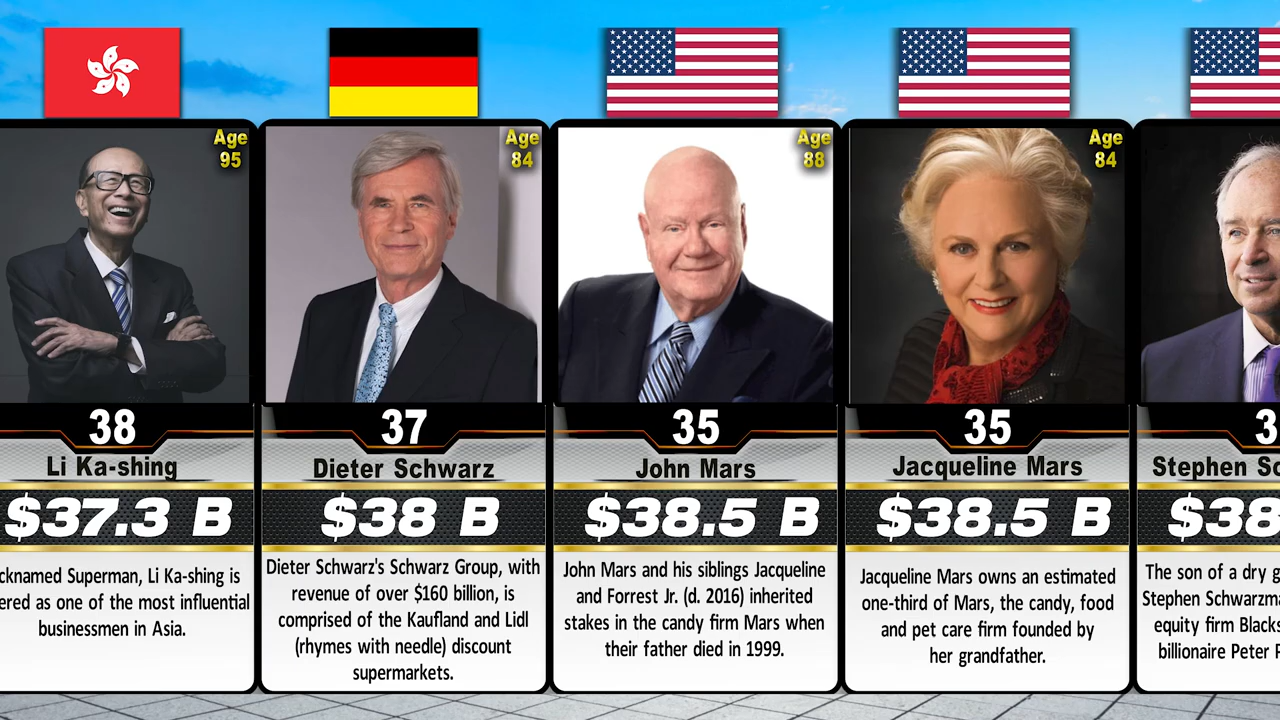 Age
95
38
Li Ka-shing
$37.3 B
Superman, Li Ka-shing is
as one of the most influential
businessmen in Asia.
Age
84
37
Dieter Schwarz
$38 B
Dieter Schwarz's Schwarz Group, with
revenue of over $160 billion, is
comprised of the Kaufland and Lidl
(rhymes with needle) discount
supermarkets.
Age
88
35
John Mars
$38.5 B
John Mars and his siblings Jacqueline
and Forrest Jr. (d. 2016) inherited
stakes in the candy firm Mars when
their father died in 1999.
Age
84
35
Jacqueline Mars
$38.5 B
Jacqueline Mars owns an estimated
one-third of Mars, the candy, food
and pet care firm founded by
her grandfather.
Stephen
The son of a dry
Stephen
equity firm
billionaire Peter